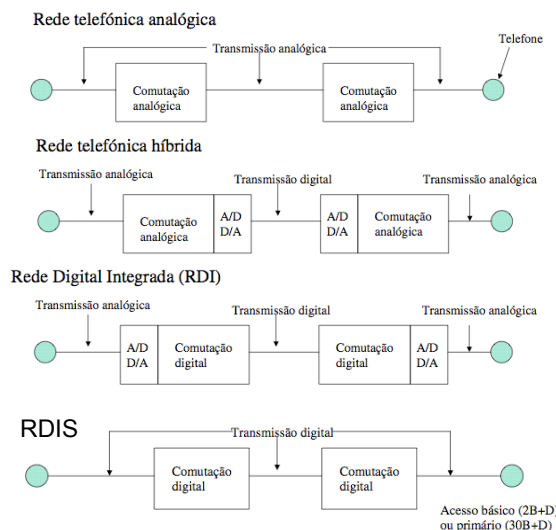 Rede telefónica analógica
Transmissão analógica
Telefone
Comutação
analógica
Comutação
analógica
Rede telefónica híbrida
Transmissão analógica
Transmissão digital
Transmissão analógica
Comutação
analógica
A/D
D/A
A/D
D/A
Comutação
analógica
Rede Digital Integrada (RDI)
Transmissão analógica
Transmissão digital
Transmissão analógica
A/D
D/A
Comutação
digital
Comutação
digital
A/D
D/A
RDIS
Transmissão digital
Comutação
digital
Comutação
digital
Acesso básico (2B+D)
ou primário (30B+D)